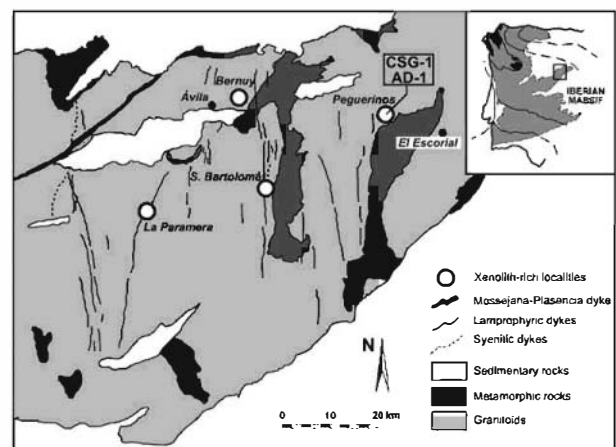 CSG-1
AD-1
IBERIAN
MASSIF
Bernuy
Ávila
Peguerinos
El Escorial
S. Bartolomé
La Paramera
Xenolith-rich localities
Messejana-Plasencia dyke
Lamprophyric dykes
Syenitic dykes
Sedimentary rocks
Metamorphic rocks
Granitoids
N
0 10 20 km